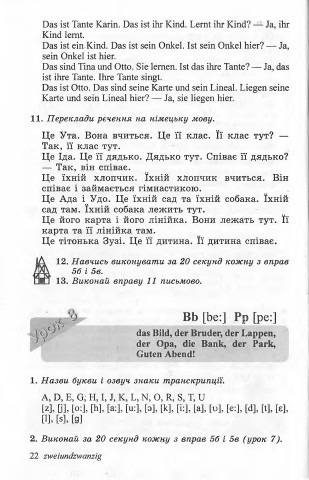 Das ist Tante Karin. Das ist ihr Kind. Lernt ihr Kind? — Ja, ihr
Kind lernt.
Das ist ein Kind. Das ist sein Onkel. Ist sein Onkel hier? — Ja,
sein Onkel ist hier.
Das sind Tina und Otto. Sie lernen. Ist das ihre Tante? — Ja, das
ist ihre Tante. Ihre Tante singt.
Das ist Otto. Das sind seine Karte und sein Lineal. Liegen seine
Karte und sein Lineal hier? — Ja, sie liegen hier.
11. Переклади речення на німецьку мову.
Це Ута. Вона вчиться. Це її клас. Її клас тут? —
Так, її клас тут.
Це Іда. Це її дядько. Дядько тут. Співає її дядько?
— Так, він співає.
Це їхній хлопчик. Їхній хлопчик вчиться. Він
співає і займається гімнастикою.
Це Ада і Удо. Це їхній сад та їхній собака. Їхній
сад там. Їхній собака лежить тут.
Це його карта і його лінійка. Вони лежать тут. Її
карта та її лінійка там.
Це тітонька Зузі. Це її дитина. Її дитина співає.
12. Навчись виконувати за 20 секунд кожну з вправ
5б і 5в.
13. Виконай вправу 11 письмово.
Урок 8
Bb [be:] Pp [pe:]
das Bild, der Bruder, der Lappen,
der Opa, die Bank, der Park,
Guten Abend!
1. Назви букви і озвуч знаки транскрипції.
A, D, E, G, H, I, J, K, L, N, O, R, S, T, U
[z], [j], [o:], [h], [a:], [u:], [ɔ], [k], [i:], [a], [ʊ], [e:], [d], [t], [ɛ],
[ɪ], [s], [g]
2. Виконай за 20 секунд кожну з вправ 5б і 5в (урок 7).
22 zweiundzwanzig